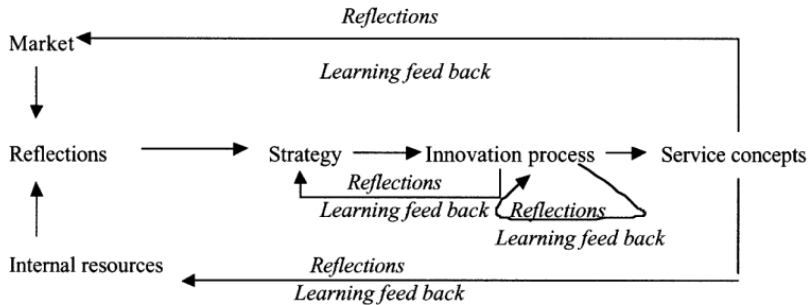 Reflections
Market
Learning feed back
Reflections Strategy Innovation process Service concepts
Reflections
Learning feed back
Reflections
Learning feed back
Internal resources
Reflections
Learning feed back